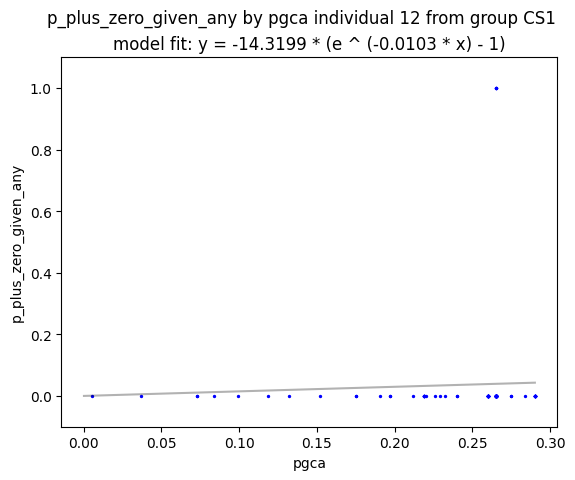 p_plus_zero_given_any by pgca individual 12 from group CS1
model fit: y = -14.3199 * (e ^ (-0.0103 * x) - 1)
1.0
0.8
0.6
0.4
0.2
0.0
p_plus_zero_given_any
0.00 0.05 0.10 0.15 0.20 0.25 0.30
pgca